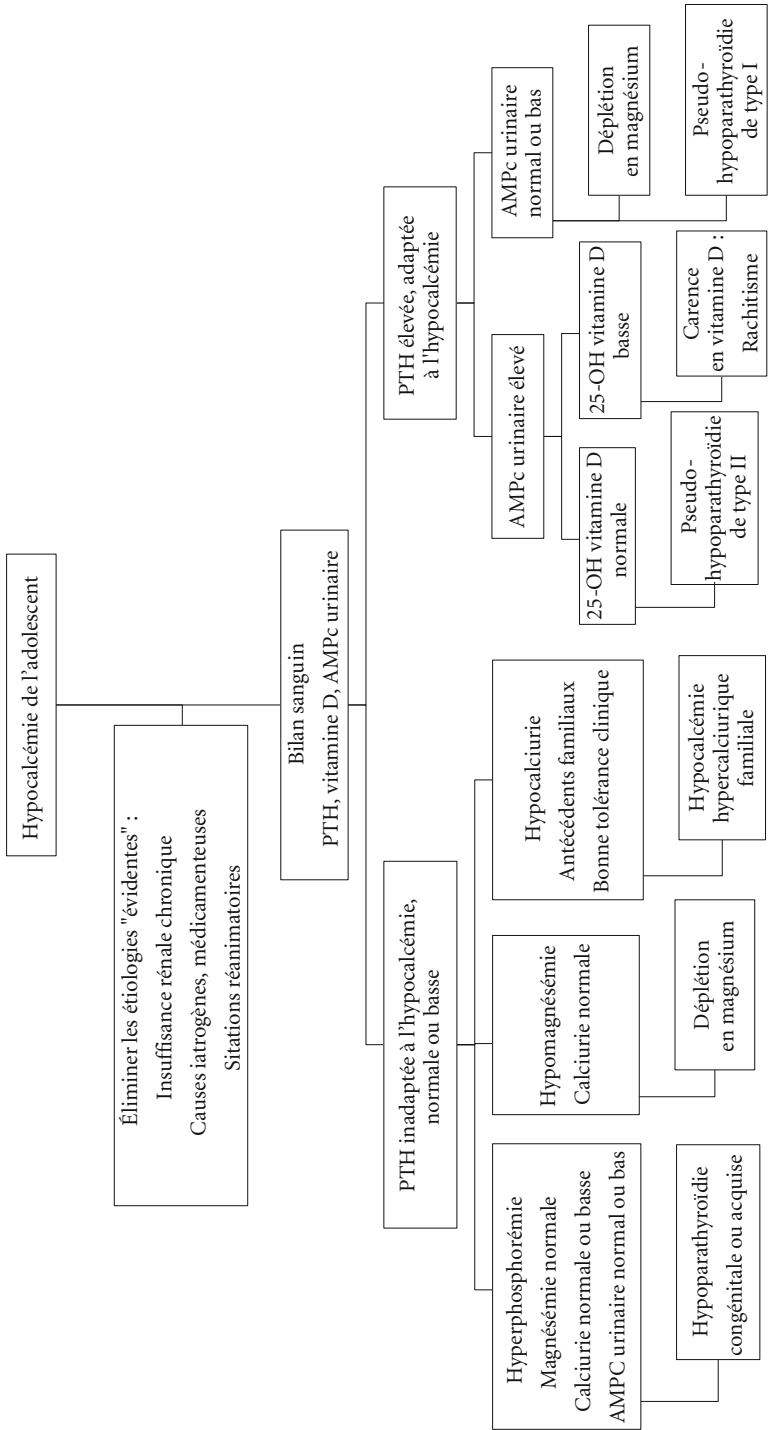 Hypocalcémie de l'adolescent
Éliminer les étiologies "évidentes" :
Insuffisance rénale chronique
Causes iatrogènes, médicamenteuses
Sitations réanimatoires
Bilan sanguin
PTH, vitamine D, AMPc urinaire
PTH inadaptée à l'hypocalcémie,
normale ou basse
PTH élevée, adaptée
à l'hypocalcémie
Hyperphosphorémie
Magnésémie normale
Calciurie normale ou basse
AMPC urinaire normal ou bas
Hypomagnésémie
Calciurie normale
Hypocalciurie
Antécédents familiaux
Bonne tolérance clinique
AMPc urinaire élevé
AMPc urinaire
normal ou bas
25-OH vitamine D
normale
25-OH vitamine D
basse
Déplétion
en magnésium
Hypoparathyroïdie
congénitale ou acquise
Déplétion
en magnésium
Hypocalcémie
hypercalciurique
familiale
Pseudo-
hypoparathyroïdie
de type II
Carence
en vitamine D :
Rachitisme
Pseudo-
hypoparathyroïdie
de type I